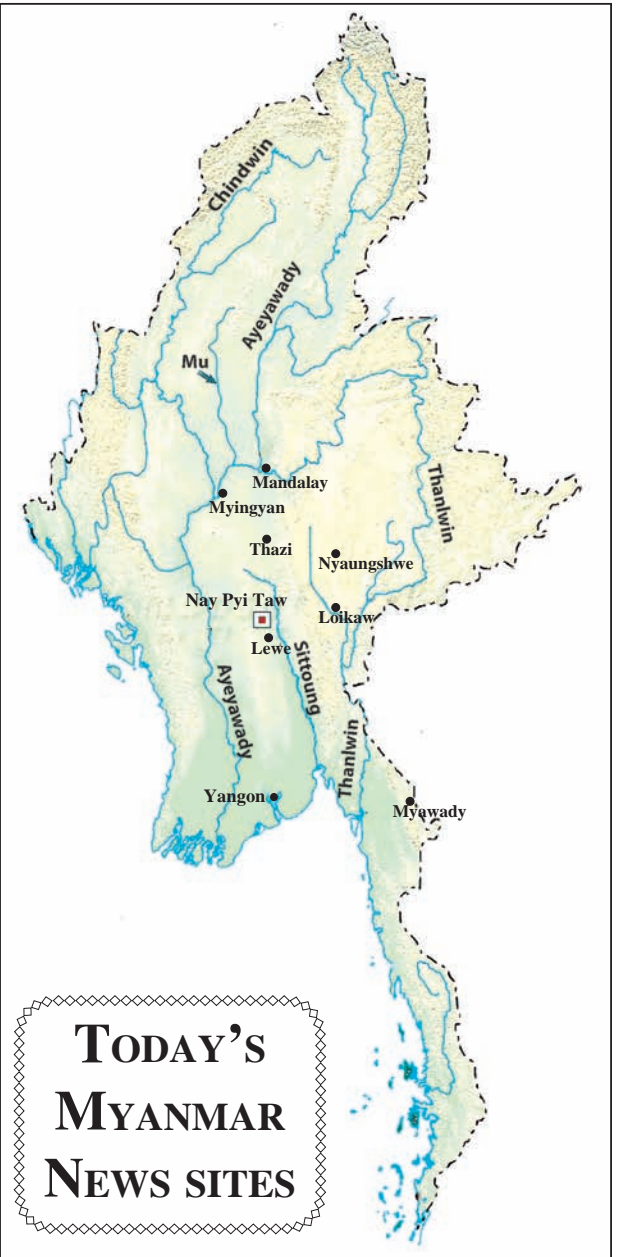 Chindwin
Ayeyawady
Mu
Mandalay
Myingyan
Thanlwin
Thazi
Nyaungshwe
Nay Pyi Taw
Loikaw
Lewe
Sittoung
Ayeyawady
Thanlwin
Yangon
Myawady
TODAY'S
MYANMAR
NEWS SITES